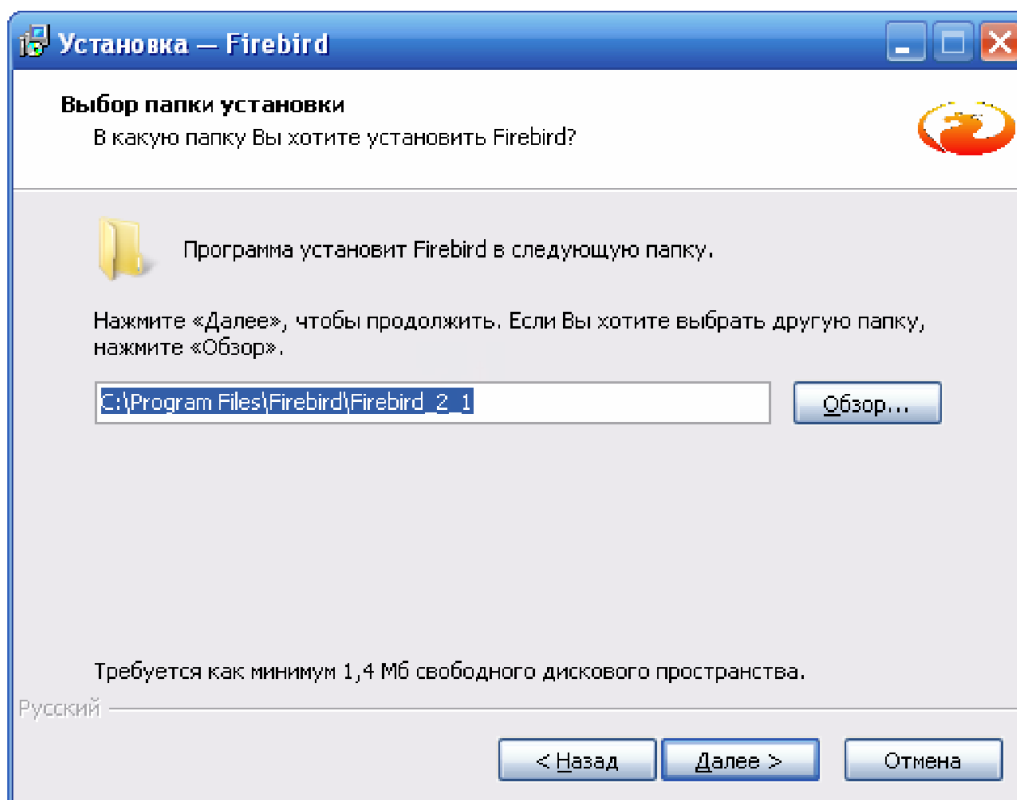 Установка — Firebird
Выбор папки установки
В какую папку Вы хотите установить Firebird?
Программа установит Firebird в следующую папку.
Нажмите «Далее», чтобы продолжить. Если Вы хотите выбрать другую папку,
нажмите «Обзор».
C:\Program Files\Firebird\Firebird_2_1
Обзор...
Требуется как минимум 1,4 Мб свободного дискового пространства.
Русский
< Назад
Далее >
Отмена